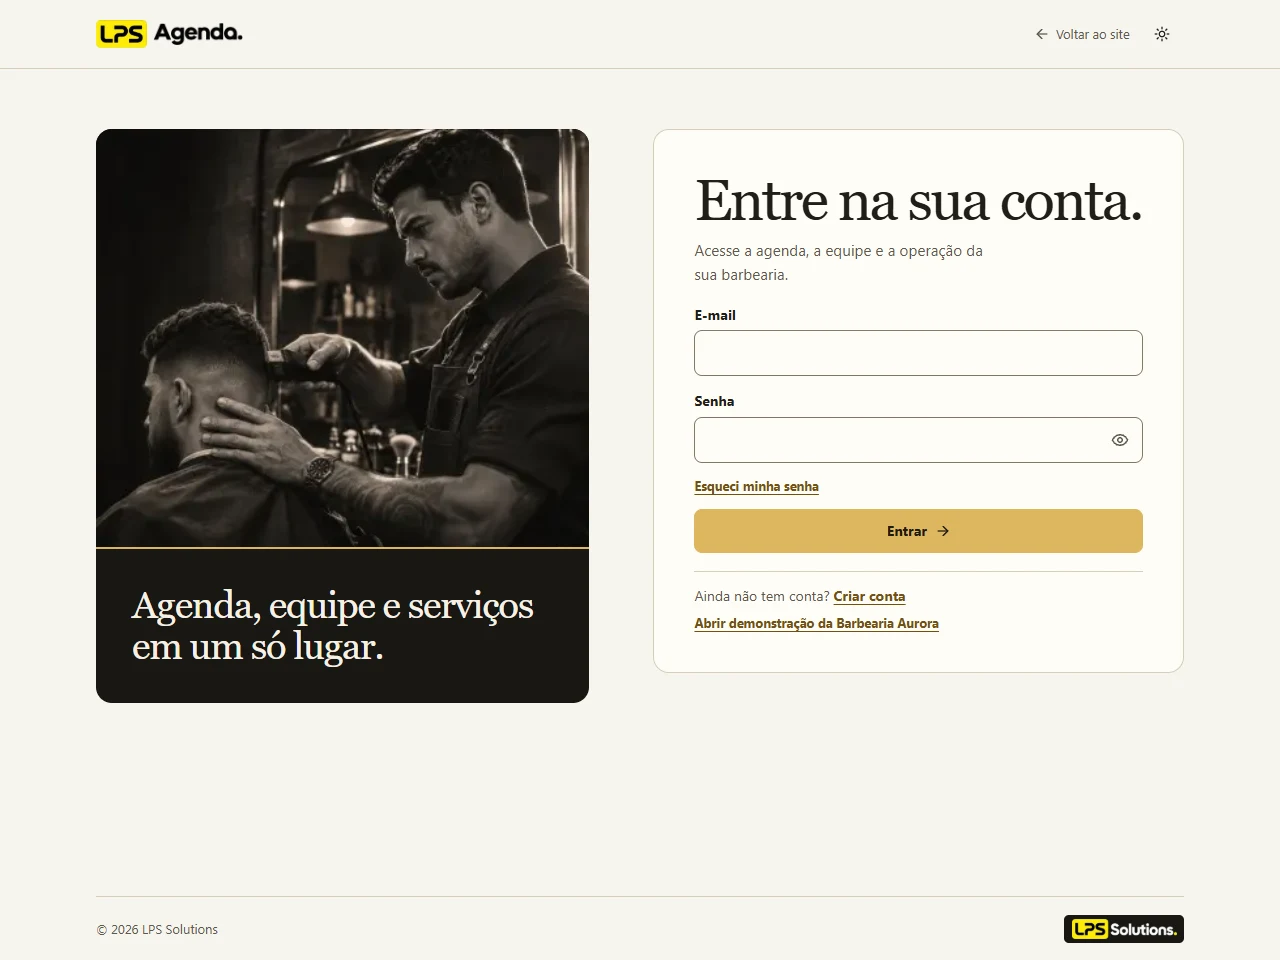 LPS Agenda.
Voltar ao site
Agenda, equipe e serviços
em um só lugar.
Entre na sua conta.
Acesse a agenda, a equipe e a operação da
sua barbearia.
E-mail
Senha
Esqueci minha senha
Entrar
Ainda não tem conta? Criar conta
Abrir demonstração da Barbearia Aurora
© 2026 LPS Solutions
LPS Solutions.